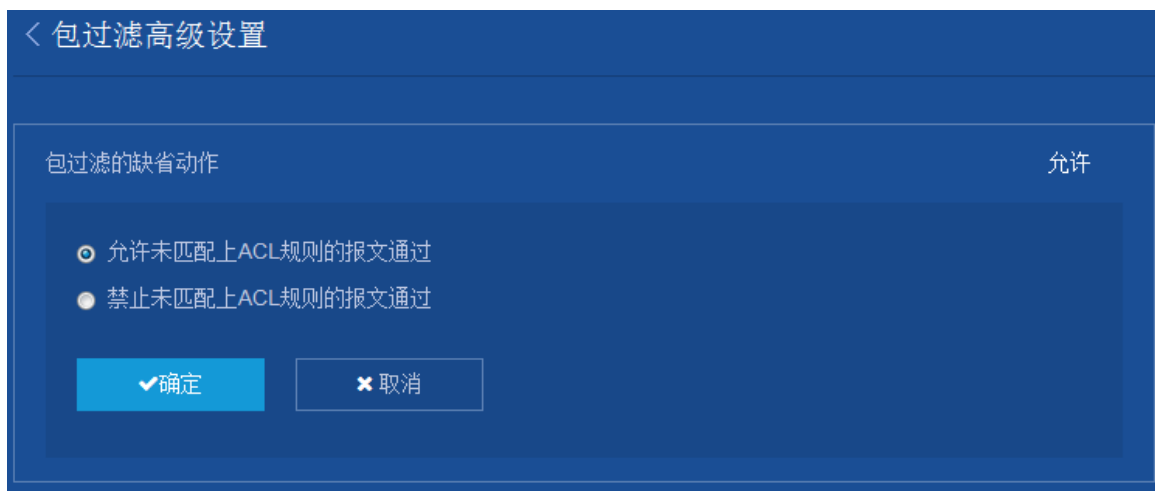 包过滤高级设置
包过滤的缺省动作 允许
允许未匹配上ACL规则的报文通过
禁止未匹配上ACL规则的报文通过
确定 取消